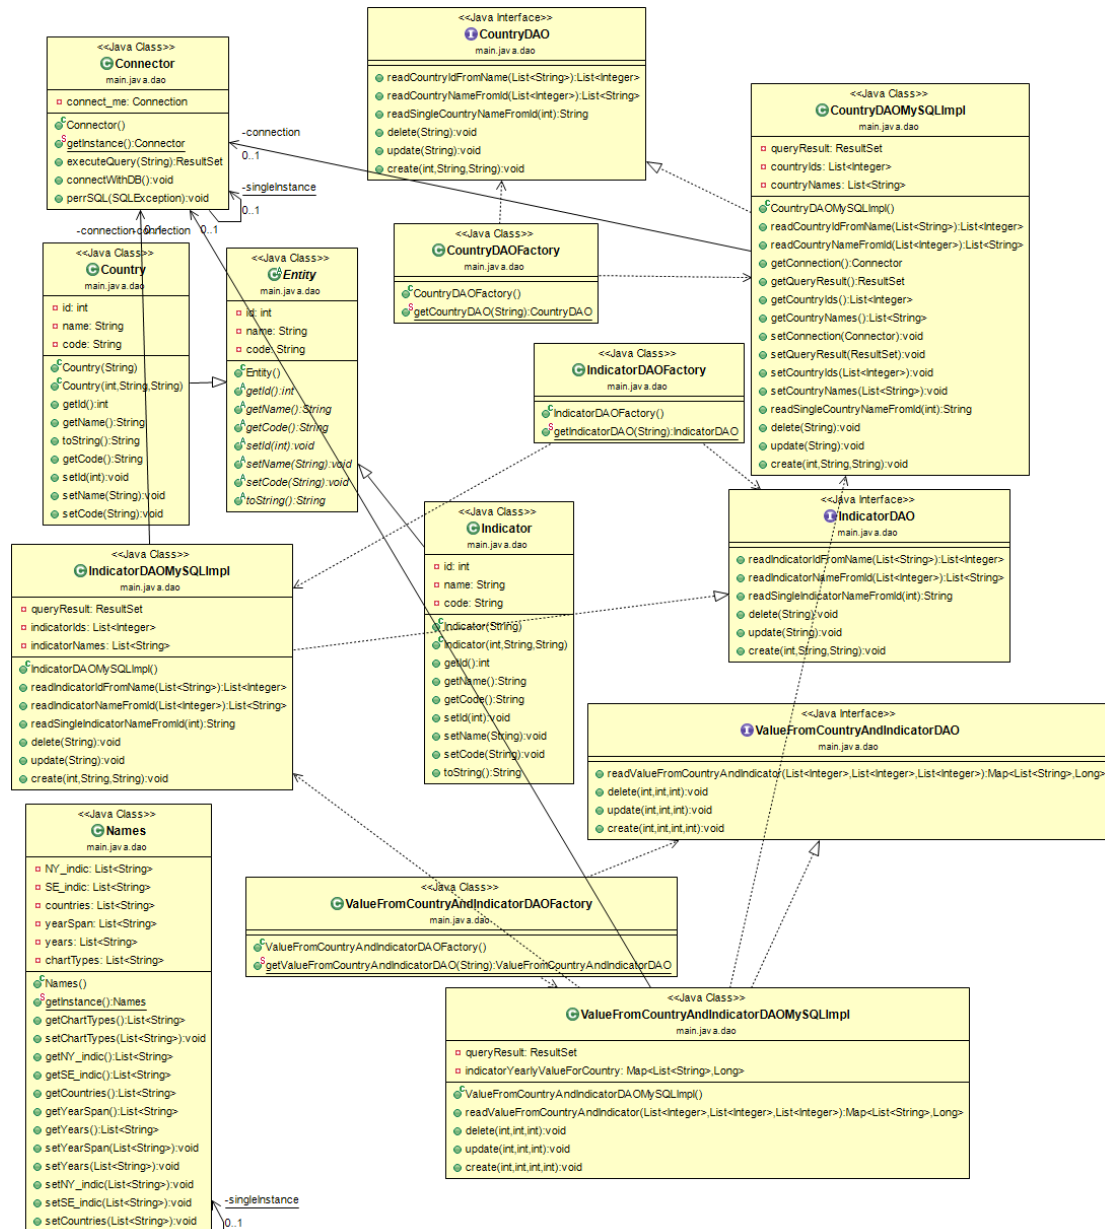 <<Java Class>>
Connector
main.java.dao
connect_me: Connection
Connector()
getInstance():Connector
executeQuery(String):ResultSet
connectWithDB():void
perrSQL(SQLException):void
-connection
0..1
-singleInstance
0..1
0..1
<<Java Interface>>
CountryDAO
main.java.dao
readCountryIdFromName(List<String>):List<Integer>
readCountryNameFromId(List<Integer>):List<String>
readSingleCountryNameFromId(int):String
delete(String):void
update(String):void
create(int,String,String):void
<<Java Class>>
CountryDAOMySQLImpl
main.java.dao
queryResult: ResultSet
countryIds: List<Integer>
countryNames: List<String>
CountryDAOMySQLImpl()
readCountryIdFromName(List<String>):List<Integer>
readCountryNameFromId(List<Integer>):List<String>
getConnection():Connector
getQueryResult():ResultSet
getCountryIds():List<Integer>
getCountryNames():List<String>
setConnection(Connector):void
setQueryResult(ResultSet):void
setCountryIds(List<Integer>):void
setCountryNames(List<String>):void
readSingleCountryNameFromId(int):String
delete(String):void
update(String):void
create(int,String,String):void
<<Java Class>>
CountryDAOFactory
main.java.dao
CountryDAOFactory()
getCountryDAO(String):CountryDAO
-connection
<<Java Class>>
Country
main.java.dao
id: int
name: String
code: String
Country(String)
Country(int,String,String)
getId():int
getName():String
toString():String
getCode():String
setId(int):void
setName(String):void
setCode(String):void
<<Java Class>>
Entity
main.java.dao
id: int
name: String
code: String
Entity()
getId():int
getName():String
getCode():String
setId(int):void
setName(String):void
setCode(String):void
toString():String
<<Java Class>>
IndicatorDAOFactory
main.java.dao
IndicatorDAOFactory()
getIndicatorDAO(String):IndicatorDAO
<<Java Interface>>
IndicatorDAO
main.java.dao
readIndicatorIdFromName(List<String>):List<Integer>
readIndicatorNameFromId(List<Integer>):List<String>
readSingleIndicatorNameFromId(int):String
delete(String):void
update(String):void
create(int,String,String):void
<<Java Class>>
Indicator
main.java.dao
id: int
name: String
code: String
Indicator(String)
Indicator(int,String,String)
getId():int
getName():String
getCode():String
setId(int):void
setName(String):void
setCode(String):void
toString():String
<<Java Class>>
IndicatorDAOMySQLImpl
main.java.dao
queryResult: ResultSet
indicatorIds: List<Integer>
indicatorNames: List<String>
IndicatorDAOMySQLImpl()
readIndicatorIdFromName(List<String>):List<Integer>
readIndicatorNameFromId(List<Integer>):List<String>
readSingleIndicatorNameFromId(int):String
delete(String):void
update(String):void
create(int,String,String):void
<<Java Interface>>
ValueFromCountryAndIndicatorDAO
main.java.dao
readValueFromCountryAndIndicator(List<Integer>,List<Integer>,List<Integer>):Map<List<String>,Long>
delete(int,int,int):void
update(int,int,int):void
create(int,int,int,int):void
<<Java Class>>
Names
main.java.dao
NY_indic: List<String>
SE_indic: List<String>
countries: List<String>
yearSpan: List<String>
years: List<String>
chartTypes: List<String>
Names()
getInstance():Names
getChartTypes():List<String>
setChartTypes(List<String>):void
getNY_indic():List<String>
getSE_indic():List<String>
getCountries():List<String>
getYearSpan():List<String>
getYears():List<String>
setYearSpan(List<String>):void
setYears(List<String>):void
setNY_indic(List<String>):void
setSE_indic(List<String>):void
setCountries(List<String>):void
-singleInstance
0..1
<<Java Class>>
ValueFromCountryAndIndicatorDAOFactory
main.java.dao
ValueFromCountryAndIndicatorDAOFactory()
getValueFromCountryAndIndicatorDAO(String):ValueFromCountryAndIndicatorDAO
<<Java Class>>
ValueFromCountryAndIndicatorDAOMySQLImpl
main.java.dao
queryResult: ResultSet
indicatorYearlyValueForCountry: Map<List<String>,Long>
ValueFromCountryAndIndicatorDAOMySQLImpl()
readValueFromCountryAndIndicator(List<Integer>,List<Integer>,List<Integer>):Map<List<String>,Long>
delete(int,int,int):void
update(int,int,int):void
create(int,int,int,int):void